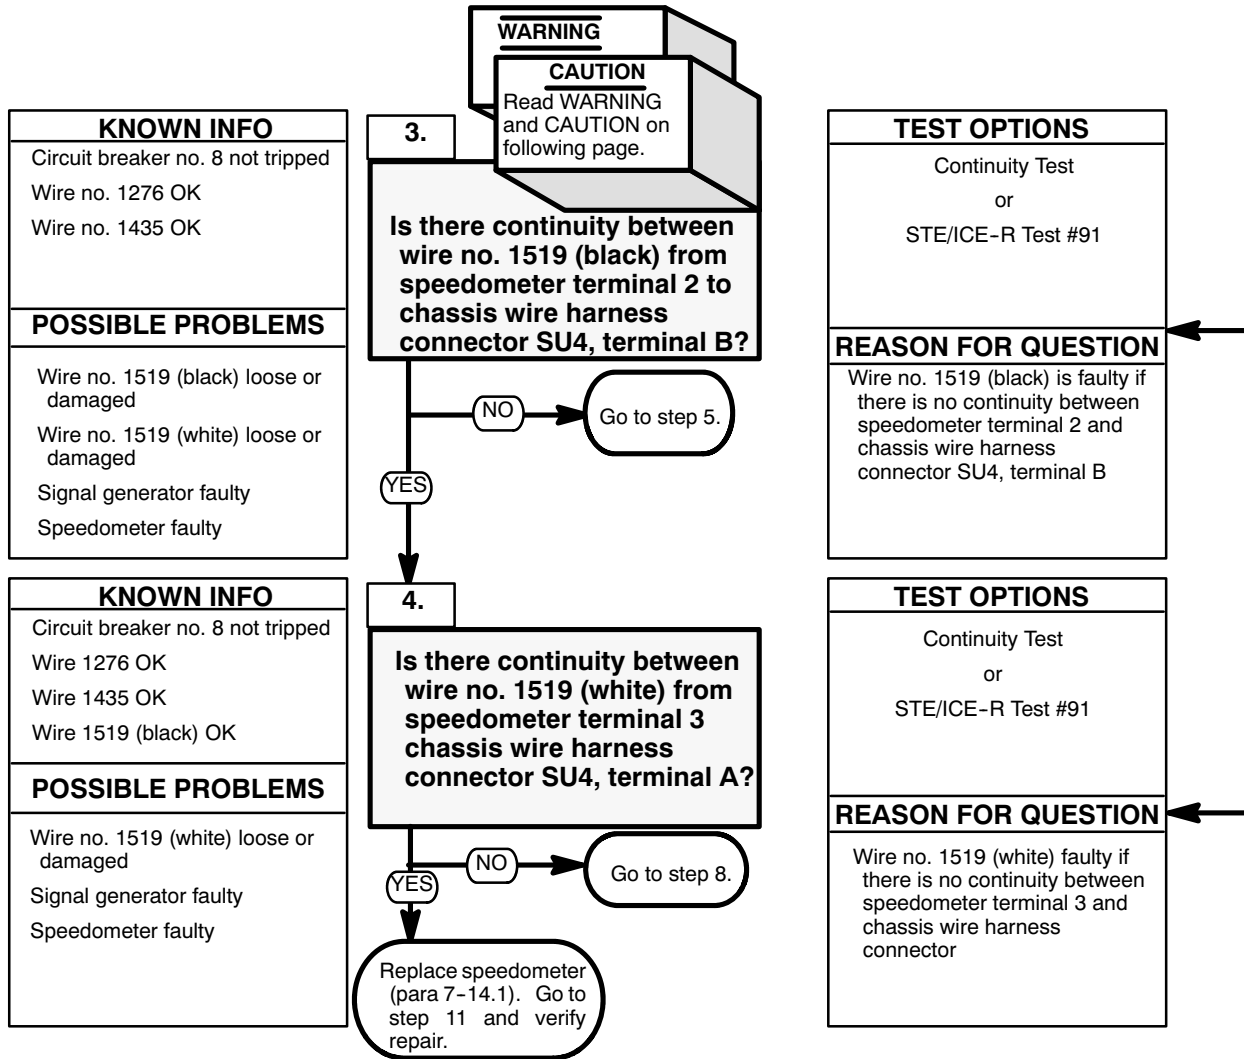 WARNING
CAUTION
Read WARNING
and CAUTION on
following page.
KNOWN INFO
Circuit breaker no. 8 not tripped
Wire no. 1276 OK
Wire no. 1435 OK
POSSIBLE PROBLEMS
Wire no. 1519 (black) loose or
damaged
Wire no. 1519 (white) loose or
damaged
Signal generator faulty
Speedometer faulty
3.
Is there continuity between
wire no. 1519 (black) from
speedometer terminal 2 to
chassis wire harness
connector SU4, terminal B?
NO
Go to step 5.
YES
TEST OPTIONS
Continuity Test
or
STE/ICE-R Test #91
REASON FOR QUESTION
Wire no. 1519 (black) is faulty if
there is no continuity between
speedometer terminal 2 and
chassis wire harness
connector SU4, terminal B
KNOWN INFO
Circuit breaker no. 8 not tripped
Wire 1276 OK
Wire 1435 OK
Wire 1519 (black) OK
POSSIBLE PROBLEMS
Wire no. 1519 (white) loose or
damaged
Signal generator faulty
Speedometer faulty
4.
Is there continuity between
wire no. 1519 (white) from
speedometer terminal 3
chassis wire harness
connector SU4, terminal A?
NO
Go to step 8.
YES
Replace speedometer
(para 7-14.1). Go to
step 11 and verify
repair.
TEST OPTIONS
Continuity Test
or
STE/ICE-R Test #91
REASON FOR QUESTION
Wire no. 1519 (white) faulty if
there is no continuity between
speedometer terminal 3 and
chassis wire harness
connector